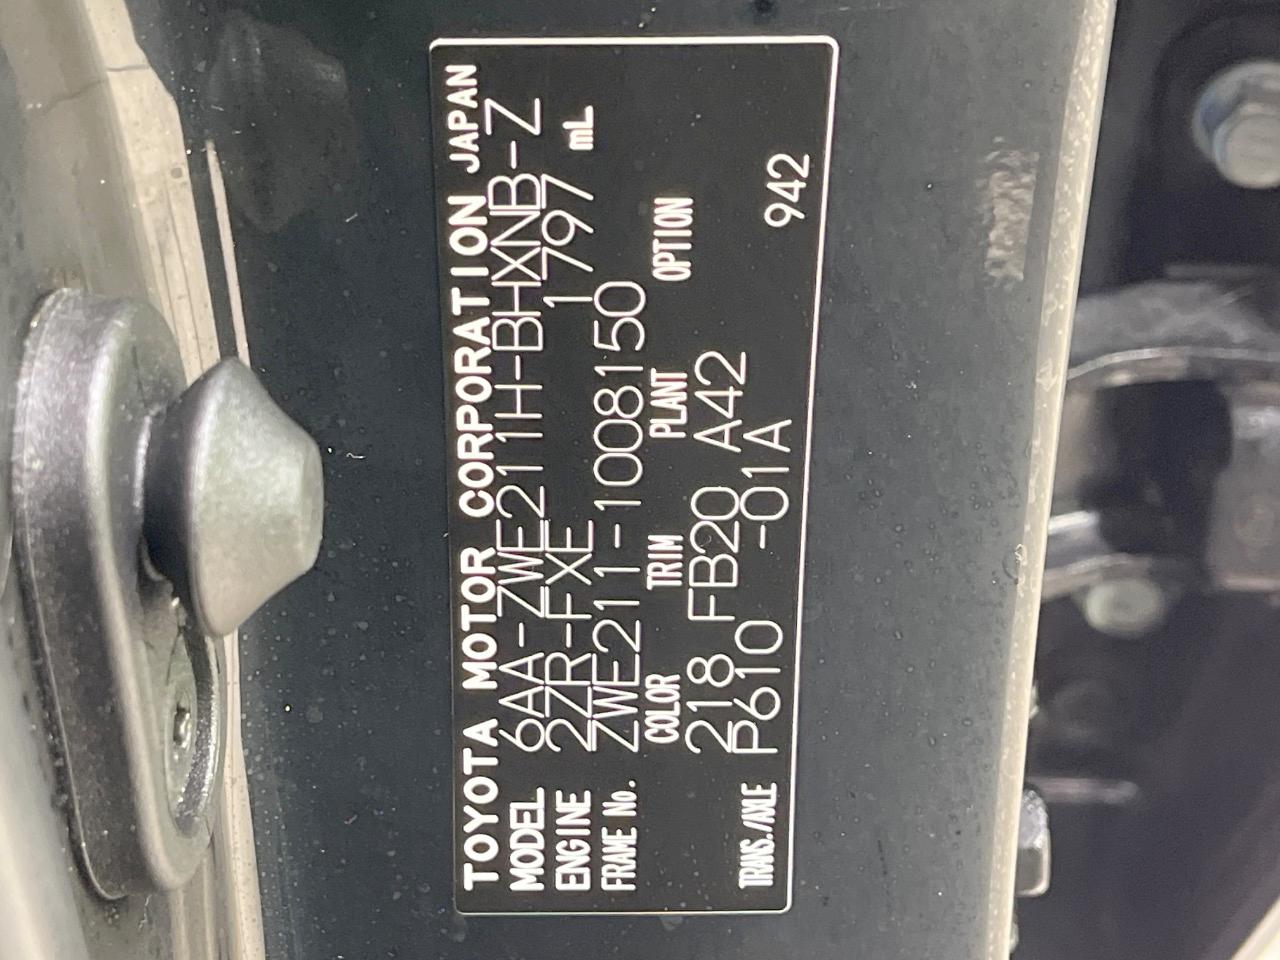 TOYOTA MOTOR CORPORATION JAPAN
MODEL 6AA-ZWE211H-BHXNB-Z
ENGINE 2ZR-FXE 1797 mL
FRAME No. ZWE211-1008150
COLOR TRIM PLANT OPTION
218 FB20 A42
TRANS./AXLE P610 -01A 942